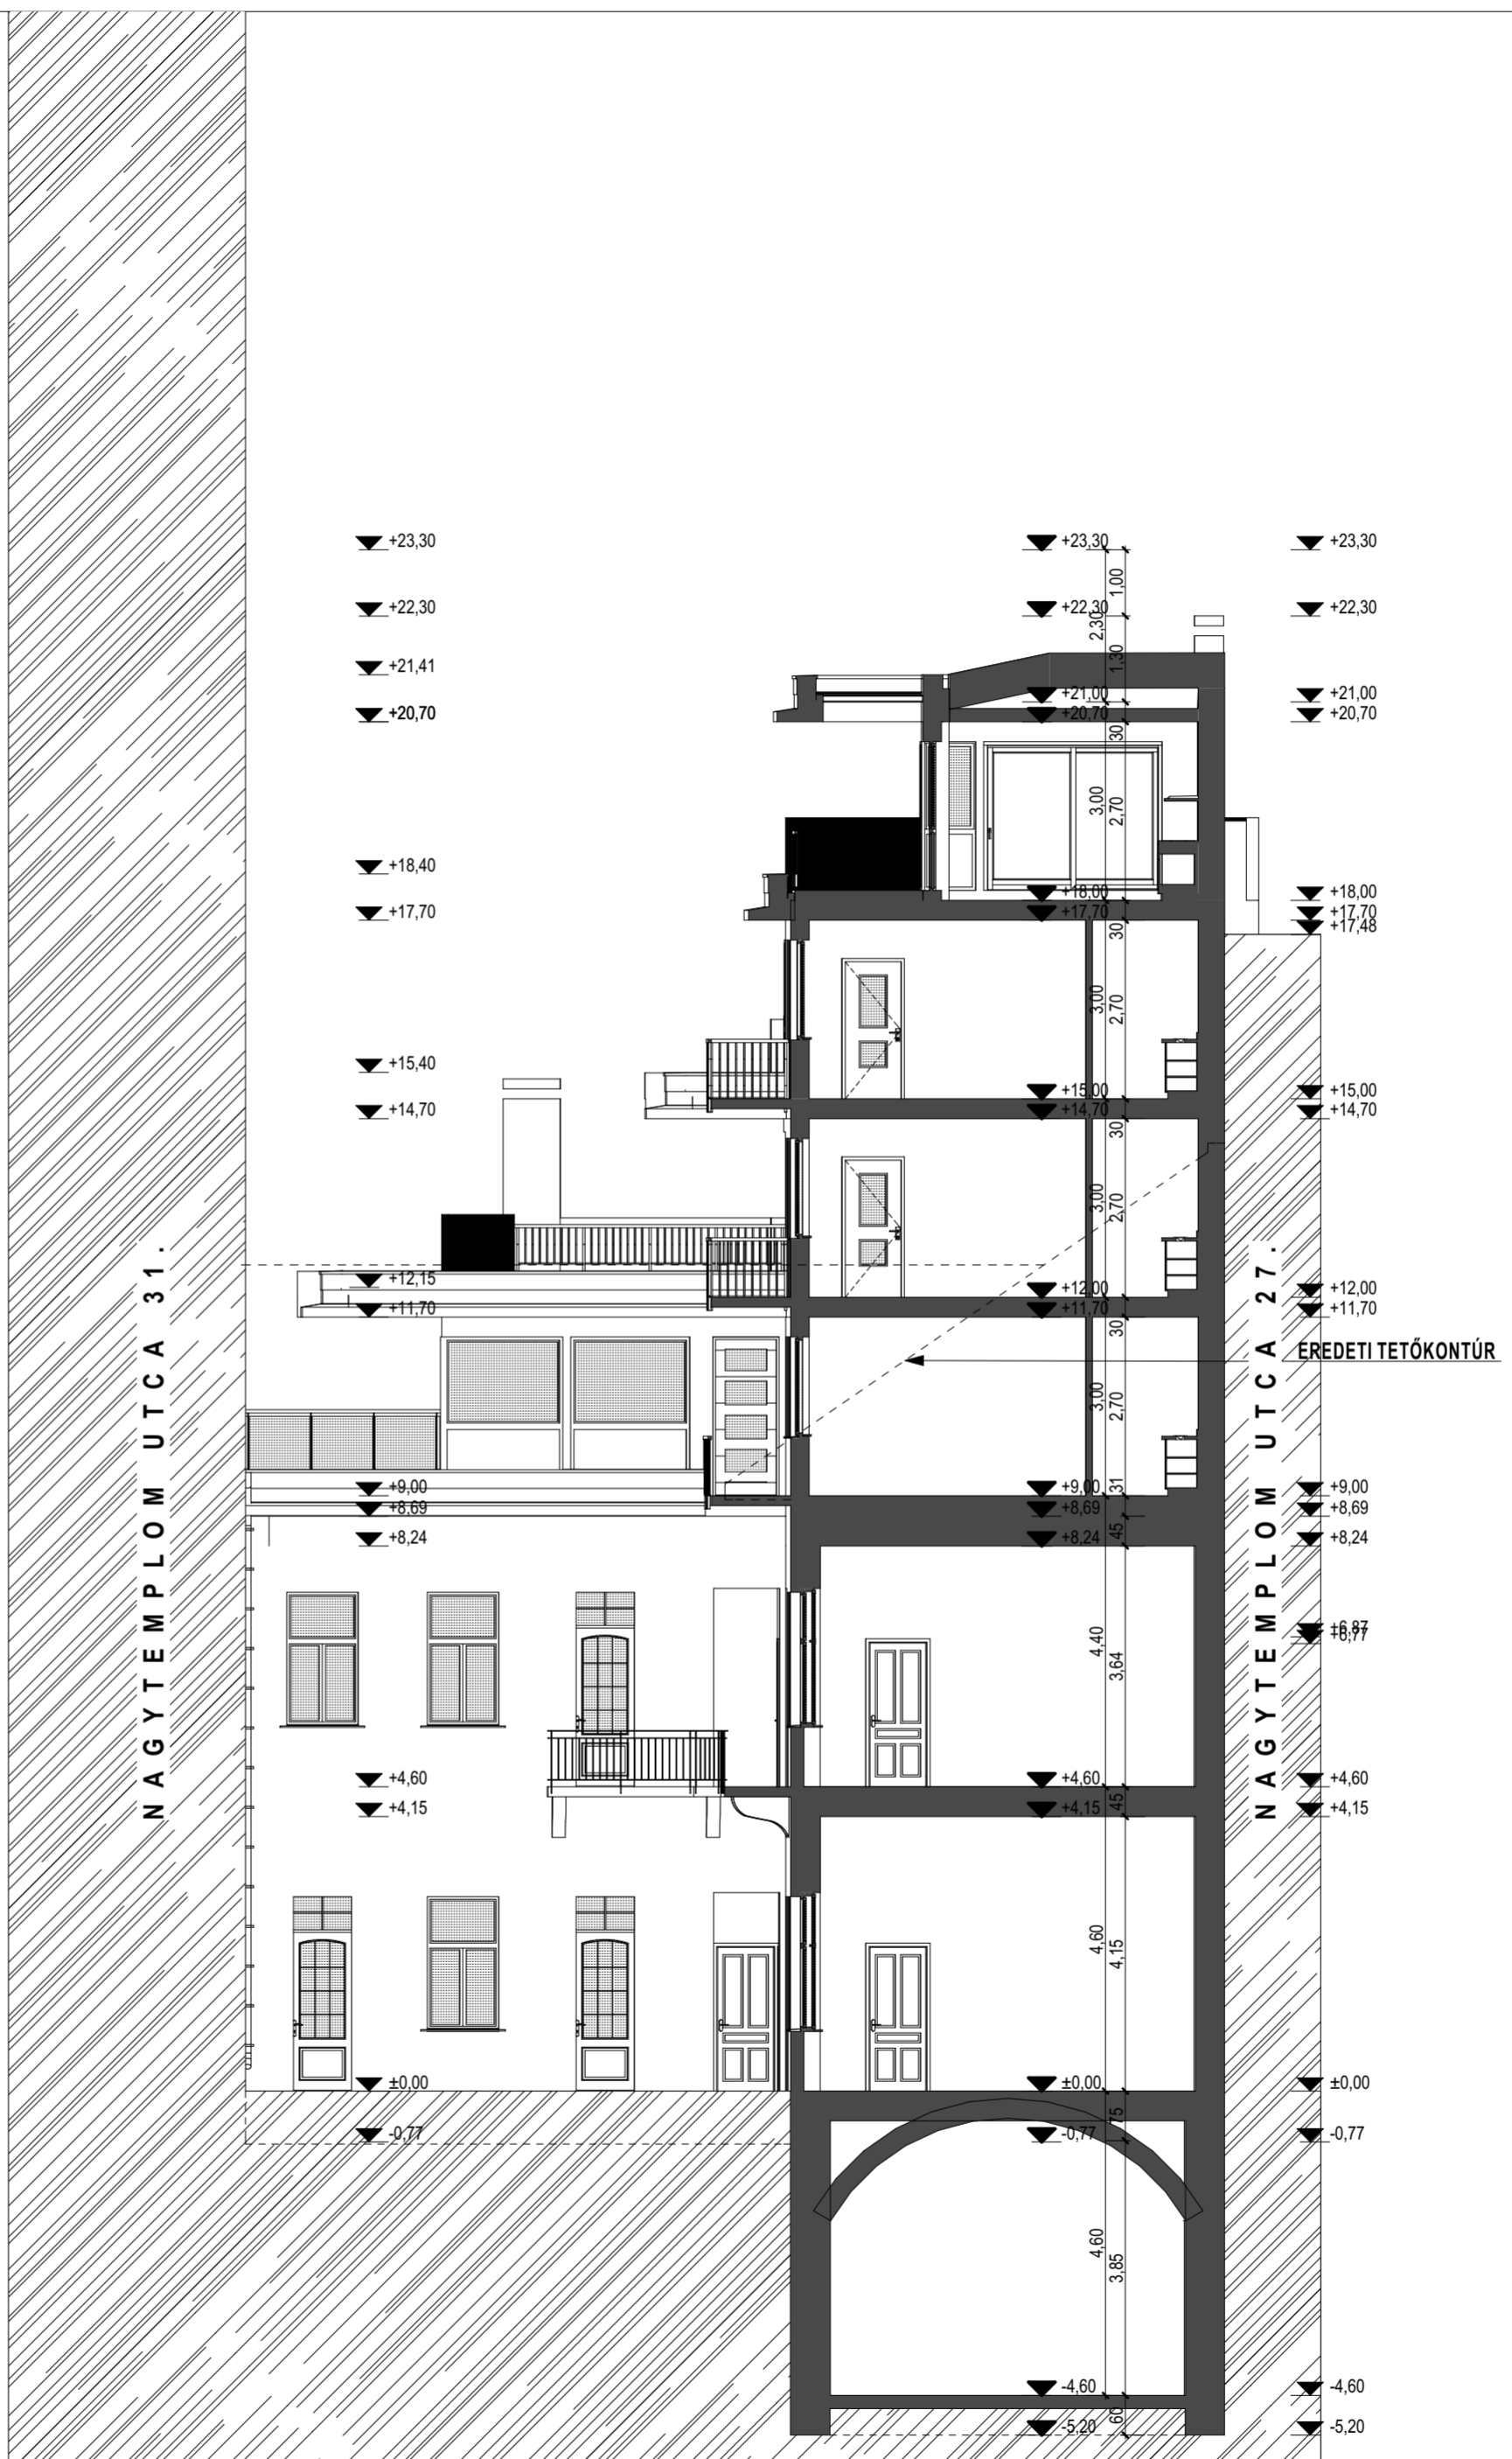 +23,30 +23,30 +23,30
1,00
+22,30 +22,30 +22,30
2,30
1,30
+21,41
+21,00 +21,00
+20,70 +20,70 +20,70
30
3,00
2,70
+18,40
+18,00 +18,00
+17,70 +17,70 +17,70
+17,48
30
3,00
2,70
+15,40
+15,00 +15,00
+14,70 +14,70 +14,70
30
3,00
2,70
+12,15
+12,00 +12,00
+11,70 +11,70 +11,70
30
EREDETI TETŐKONTÚR
3,00
2,70
NAGYTEMPLOM UTCA 31.
NAGYTEMPLOM UTCA 27.
31
+9,00 +9,00 +9,00
+8,69 +8,69 +8,69
45
+8,24 +8,24 +8,24
+6,87
+6,77
4,40
3,64
+4,60 +4,60 +4,60
45
+4,15 +4,15 +4,15
4,60
4,15
±0,00 ±0,00 ±0,00
75
-0,77 -0,77 -0,77
4,60
3,85
-4,60 -4,60
60
-5,20 -5,20